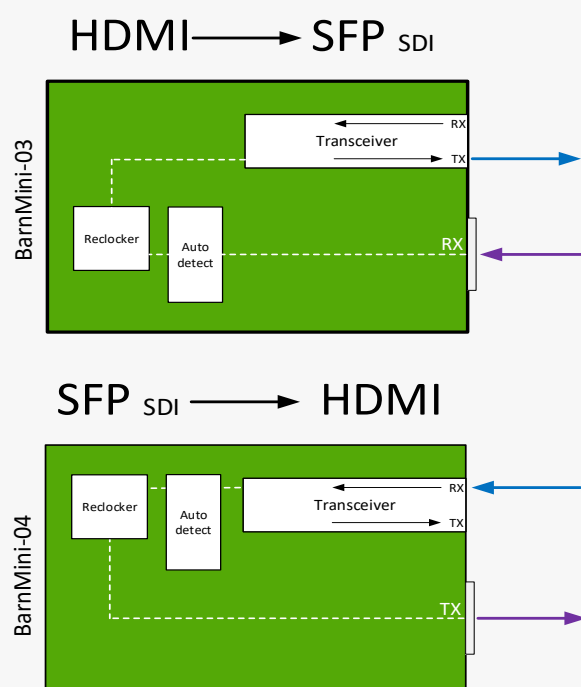 HDMI SFP SDI
BarnMini-03
RX
Transceiver
TX
Reclocker
Auto
detect
RX
SFP SDI HDMI
BarnMini-04
Reclocker
Auto
detect
RX
Transceiver
TX
TX